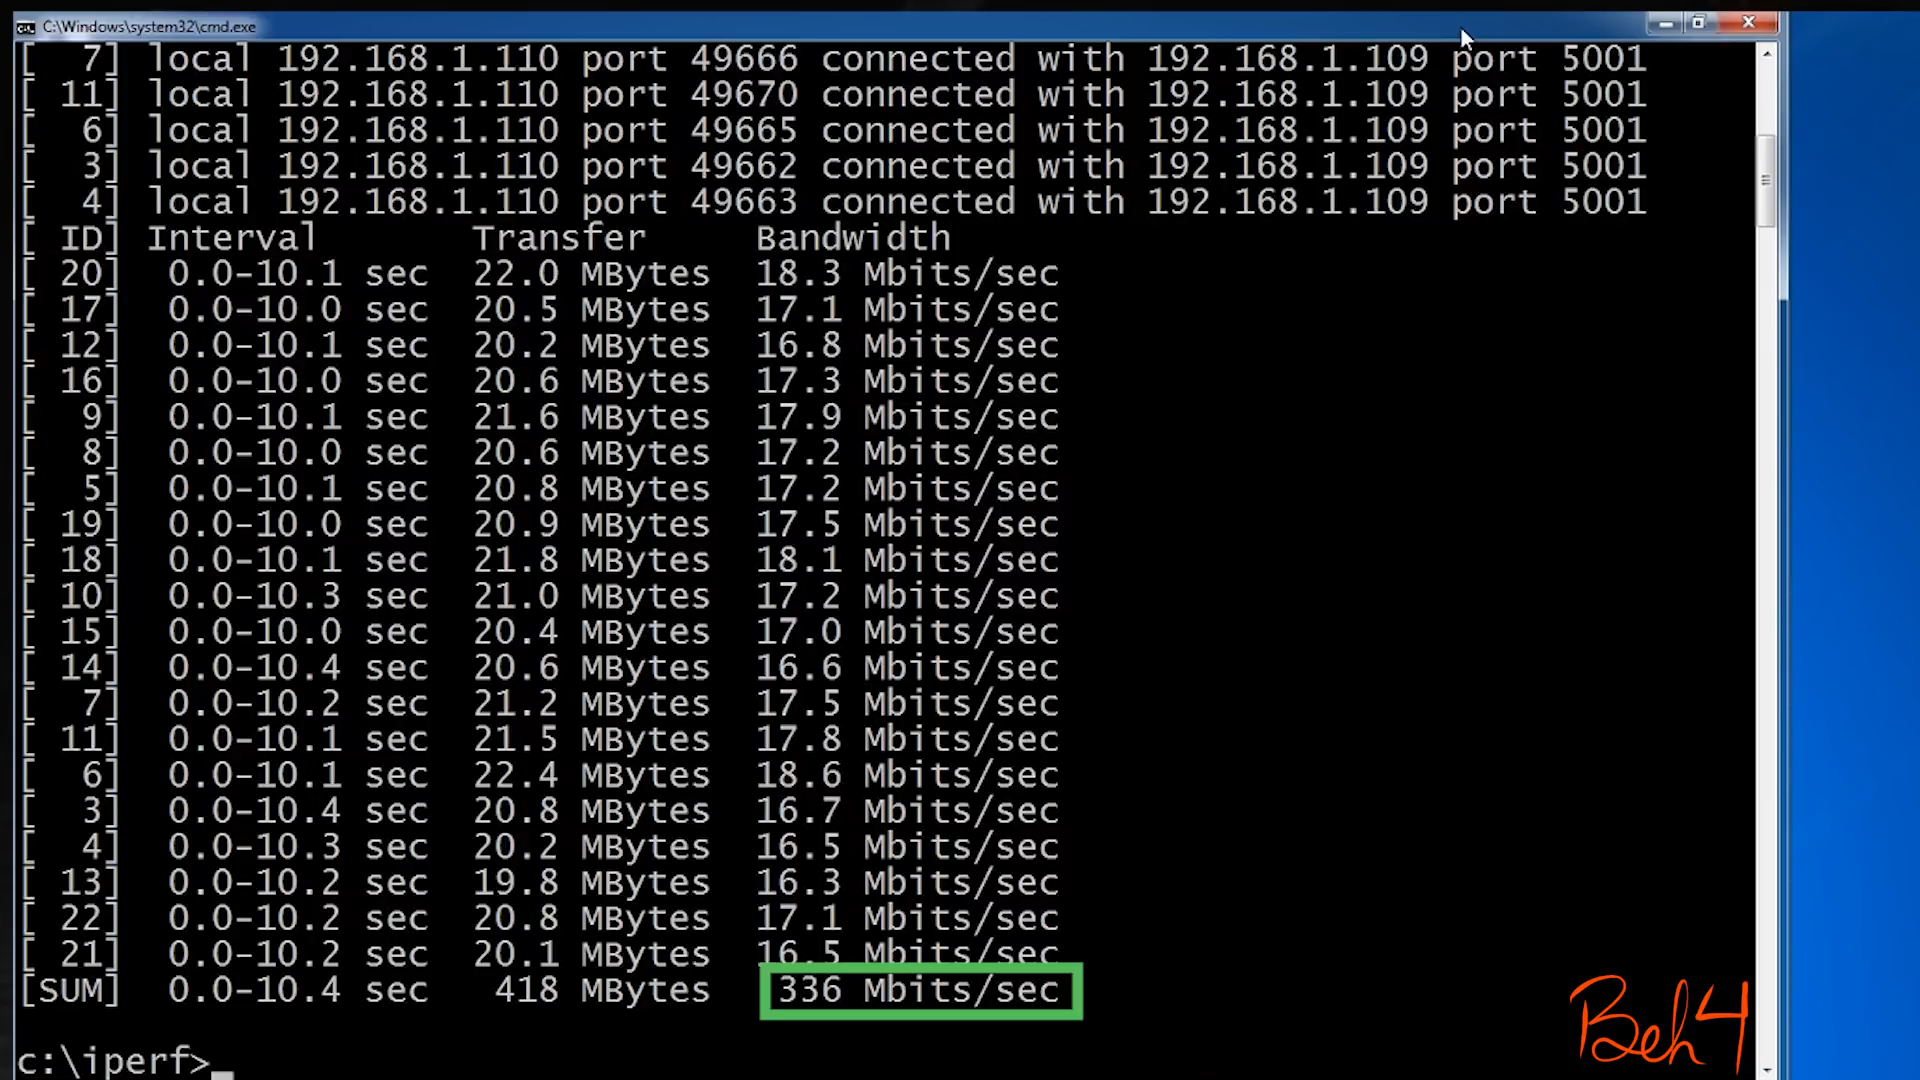 C:\Windows\system32\cmd.exe
[  7] local 192.168.1.110 port 49666 connected with 192.168.1.109 port 5001
[ 11] local 192.168.1.110 port 49670 connected with 192.168.1.109 port 5001
[  6] local 192.168.1.110 port 49665 connected with 192.168.1.109 port 5001
[  3] local 192.168.1.110 port 49662 connected with 192.168.1.109 port 5001
[  4] local 192.168.1.110 port 49663 connected with 192.168.1.109 port 5001
[ ID] Interval       Transfer     Bandwidth
[ 20]  0.0-10.1 sec  22.0 MBytes  18.3 Mbits/sec
[ 17]  0.0-10.0 sec  20.5 MBytes  17.1 Mbits/sec
[ 12]  0.0-10.1 sec  20.2 MBytes  16.8 Mbits/sec
[ 16]  0.0-10.0 sec  20.6 MBytes  17.3 Mbits/sec
[  9]  0.0-10.1 sec  21.6 MBytes  17.9 Mbits/sec
[  8]  0.0-10.0 sec  20.6 MBytes  17.2 Mbits/sec
[  5]  0.0-10.1 sec  20.8 MBytes  17.2 Mbits/sec
[ 19]  0.0-10.0 sec  20.9 MBytes  17.5 Mbits/sec
[ 18]  0.0-10.1 sec  21.8 MBytes  18.1 Mbits/sec
[ 10]  0.0-10.3 sec  21.0 MBytes  17.2 Mbits/sec
[ 15]  0.0-10.0 sec  20.4 MBytes  17.0 Mbits/sec
[ 14]  0.0-10.4 sec  20.6 MBytes  16.6 Mbits/sec
[  7]  0.0-10.2 sec  21.2 MBytes  17.5 Mbits/sec
[ 11]  0.0-10.1 sec  21.5 MBytes  17.8 Mbits/sec
[  6]  0.0-10.1 sec  22.4 MBytes  18.6 Mbits/sec
[  3]  0.0-10.4 sec  20.8 MBytes  16.7 Mbits/sec
[  4]  0.0-10.3 sec  20.2 MBytes  16.5 Mbits/sec
[ 13]  0.0-10.2 sec  19.8 MBytes  16.3 Mbits/sec
[ 22]  0.0-10.2 sec  20.8 MBytes  17.1 Mbits/sec
[ 21]  0.0-10.2 sec  20.1 MBytes  16.5 Mbits/sec
[SUM]  0.0-10.4 sec   418 MBytes   336 Mbits/sec
c:\iperf>_
Beh4